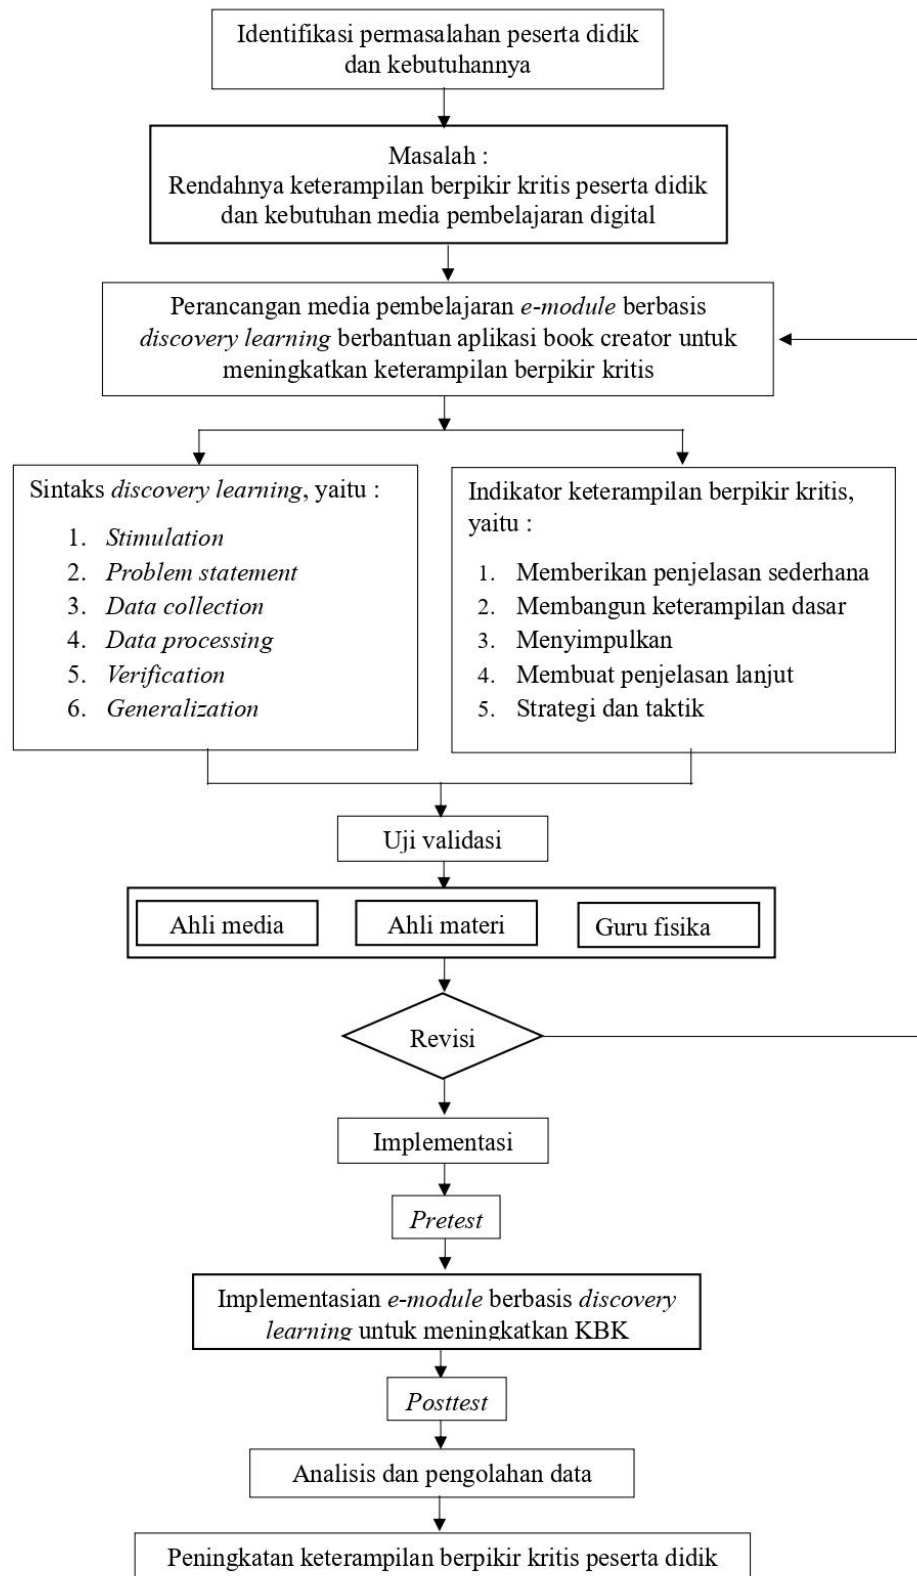 Identifikasi permasalahan peserta didik
dan kebutuhannya
Masalah :
Rendahnya keterampilan berpikir kritis peserta didik
dan kebutuhan media pembelajaran digital
Perancangan media pembelajaran e-module berbasis
discovery learning berbantuan aplikasi book creator untuk
meningkatkan keterampilan berpikir kritis
Sintaks discovery learning, yaitu :
1. Stimulation
2. Problem statement
3. Data collection
4. Data processing
5. Verification
6. Generalization
Indikator keterampilan berpikir kritis,
yaitu :
1. Memberikan penjelasan sederhana
2. Membangun keterampilan dasar
3. Menyimpulkan
4. Membuat penjelasan lanjut
5. Strategi dan taktik
Uji validasi
Ahli media
Ahli materi
Guru fisika
Revisi
Implementasi
Pretest
Implementasian e-module berbasis discovery
learning untuk meningkatkan KBK
Posttest
Analisis dan pengolahan data
Peningkatan keterampilan berpikir kritis peserta didik